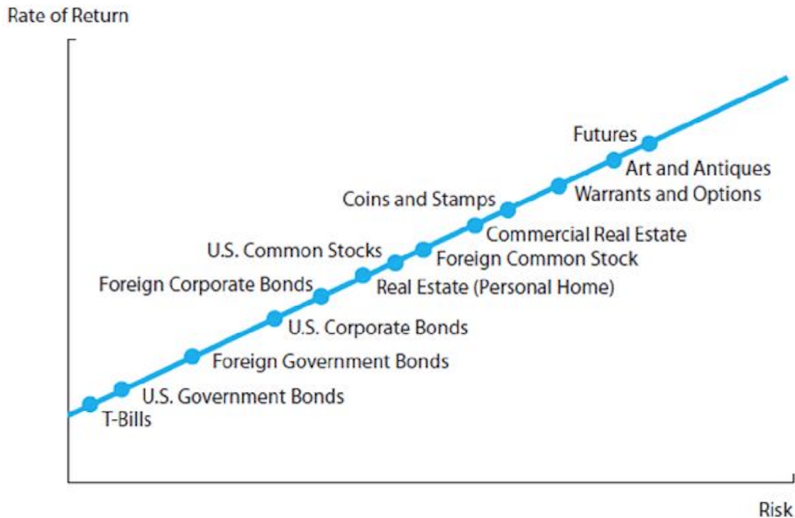 Rate of Return
Futures
Art and Antiques
Warrants and Options
Coins and Stamps
Commercial Real Estate
U.S. Common Stocks
Foreign Common Stock
Foreign Corporate Bonds
Real Estate (Personal Home)
U.S. Corporate Bonds
Foreign Government Bonds
U.S. Government Bonds
T-Bills
Risk